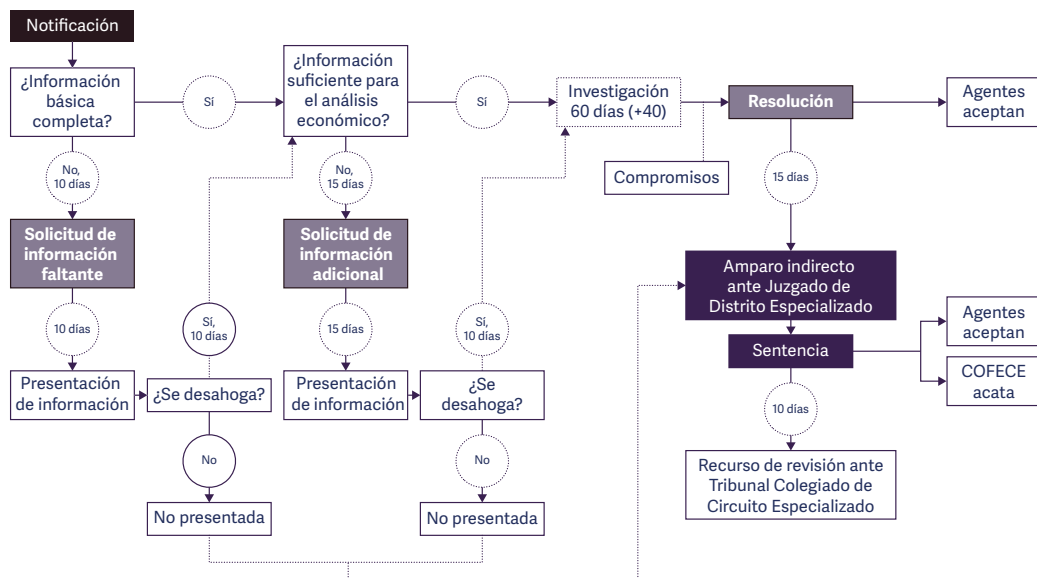 Notificación
¿Información
básica
completa?
Sí
¿Información
suficiente para
el análisis
económico?
Sí
Investigación
60 días (+40)
Resolución
Agentes
aceptan
Compromisos
No,
10 días
No,
15 días
15 días
Solicitud de
información
faltante
Solicitud de
información
adicional
Amparo indirecto
ante Juzgado de
Distrito Especializado
10 días
Sí,
10 días
15 días
Sí,
10 días
Sentencia
Agentes
aceptan
COFECE
acata
Presentación
de información
¿Se desahoga?
Presentación
de información
¿Se
desahoga?
10 días
No
No
Recurso de revisión ante
Tribunal Colegiado de
Circuito Especializado
No presentada
No presentada